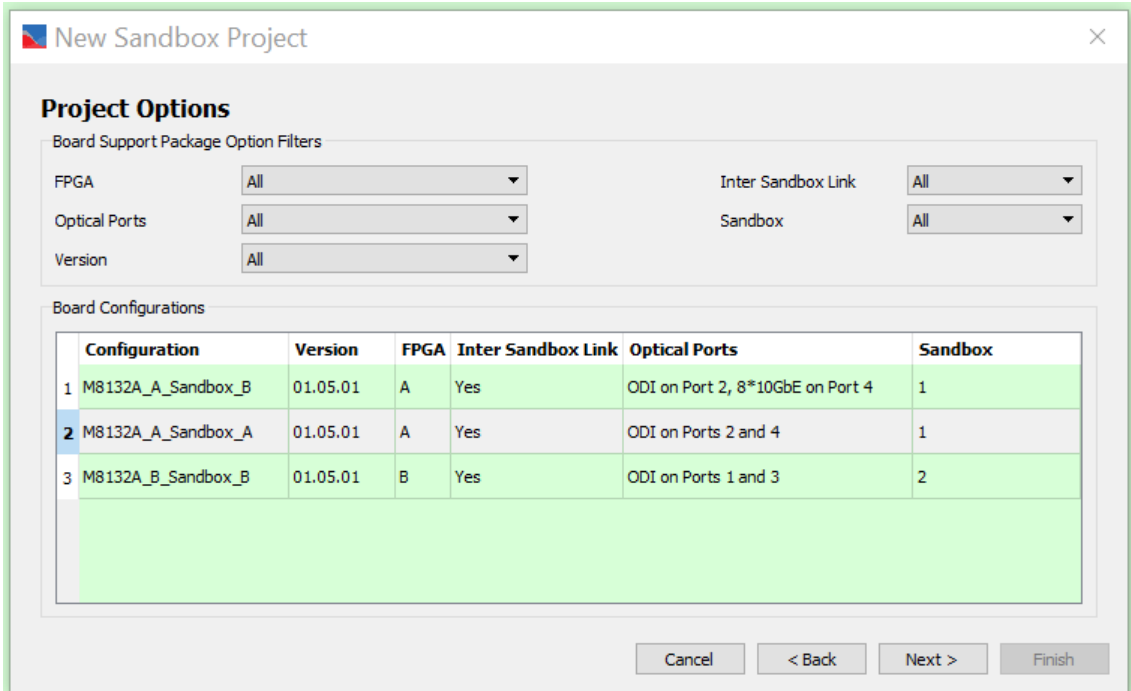 New Sandbox Project
Project Options
Board Support Package Option Filters
FPGA All Inter Sandbox Link All
Optical Ports All Sandbox All
Version All
Board Configurations
Configuration Version FPGA Inter Sandbox Link Optical Ports Sandbox
1 M8132A_A_Sandbox_B 01.05.01 A Yes ODI on Port 2, 8*10GbE on Port 4 1
2 M8132A_A_Sandbox_A 01.05.01 A Yes ODI on Ports 2 and 4 1
3 M8132A_B_Sandbox_B 01.05.01 B Yes ODI on Ports 1 and 3 2
Cancel < Back Next > Finish